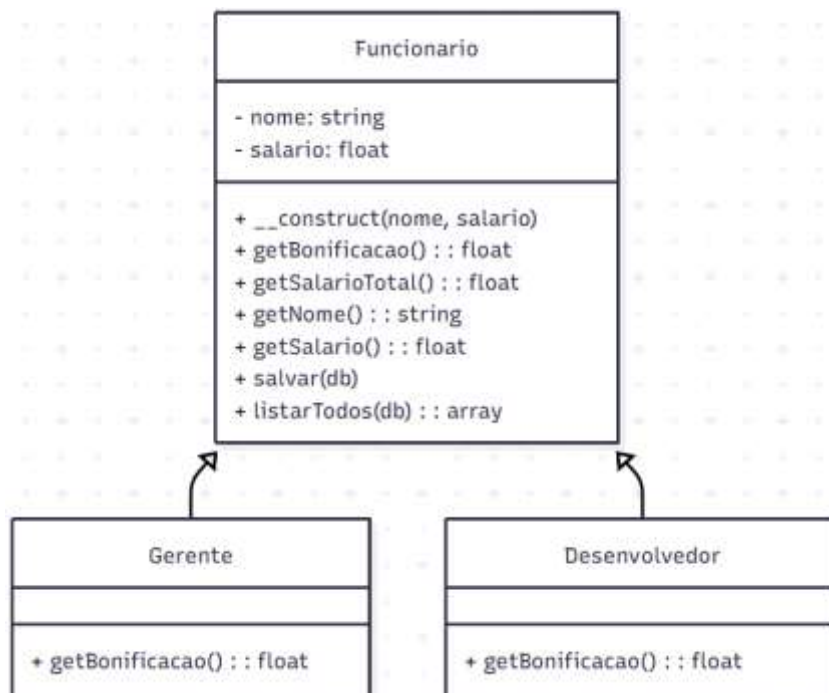 Funcionario
- nome: string
- salario: float
+ __construct(nome, salario)
+ getBonificacao() : : float
+ getSalarioTotal() : : float
+ getNome() : : string
+ getSalario() : : float
+ salvar(db)
+ listarTodos(db) : : array
Gerente
+ getBonificacao() : : float
Desenvolvedor
+ getBonificacao() : : float